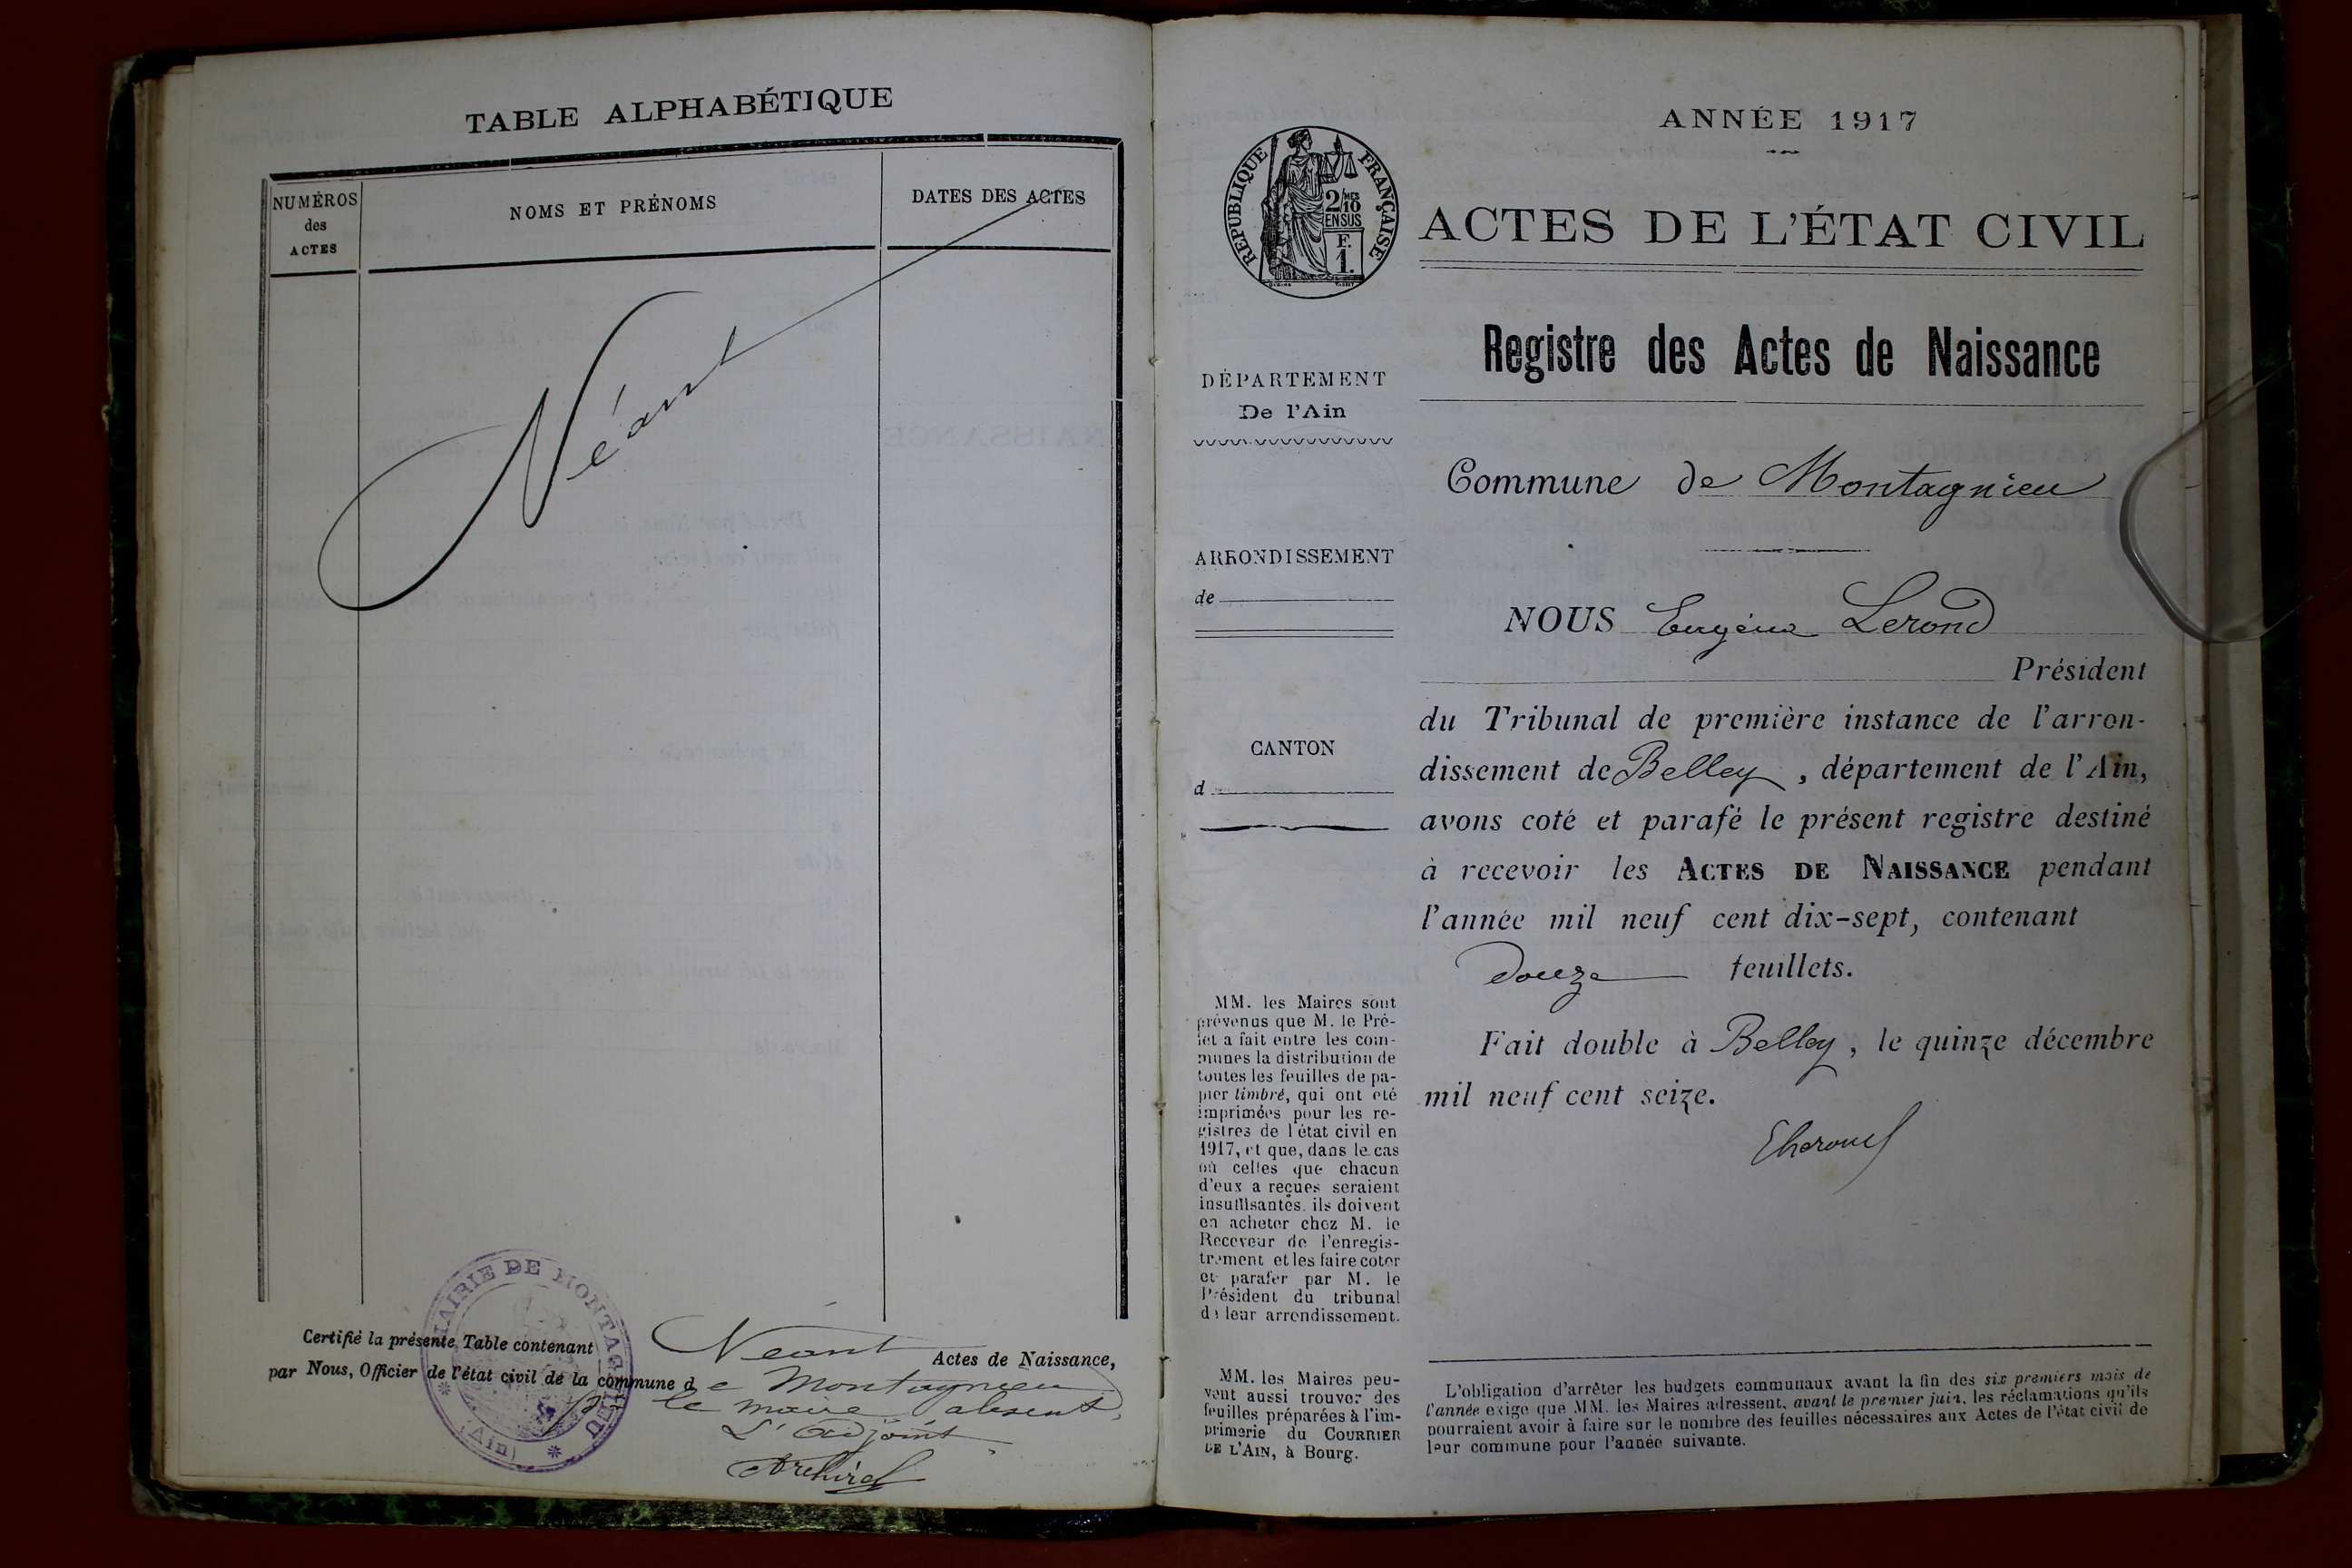 TABLE ALPHABÉTIQUE
NUMÉROS
des
ACTES
NOMS ET PRÉNOMS
DATES DES ACTES
Néant
MAIRIE DE MONTAGNIEU
(Ain)
Certifié la présente Table contenant Néant Actes de Naissance,
par Nous, Officier de l'état civil de la commune de Montagnieu
le maire absent,
L'adjoint
ANNÉE 1917
RÉPUBLIQUE FRANÇAISE
2/10 MES
EN SUS
F.
1.
ACTES DE L'ÉTAT CIVIL
Registre des Actes de Naissance
DÉPARTEMENT
De l'Ain
Commune de Montagnieu
ARRONDISSEMENT
de
CANTON
d
NOUS Eugène Lerond
Président
du Tribunal de première instance de l'arron-
dissement de Belley, département de l'Ain,
avons coté et parafé le présent registre destiné
à recevoir les ACTES DE NAISSANCE pendant
l'année mil neuf cent dix-sept, contenant
douze feuillets.
Fait double à Belley, le quinze décembre
mil neuf cent seize.
MM. les Maires sont
prévenus que M. le Pré-
fet a fait entre les com-
munes la distribution de
toutes les feuilles de pa-
pier timbré, qui ont été
imprimées pour les re-
gistres de l'état civil en
1917, et que, dans le cas
où celles que chacun
d'eux a reçues seraient
insuffisantes, ils doivent
en acheter chez M. le
Receveur de l'enregis-
trement et les faire coter
et parafer par M. le
Président du tribunal
de leur arrondissement.
MM. les Maires peu-
vent aussi trouver des
feuilles préparées à l'im-
primerie du COURRIER
DE L'AIN, à Bourg.
L'obligation d'arrêter les budgets communaux avant la fin des six premiers mois de
l'année exige que MM. les Maires adressent, avant le premier juin, les réclamations qu'ils
pourraient avoir à faire sur le nombre des feuilles nécessaires aux Actes de l'état civil de
leur commune pour l'année suivante.